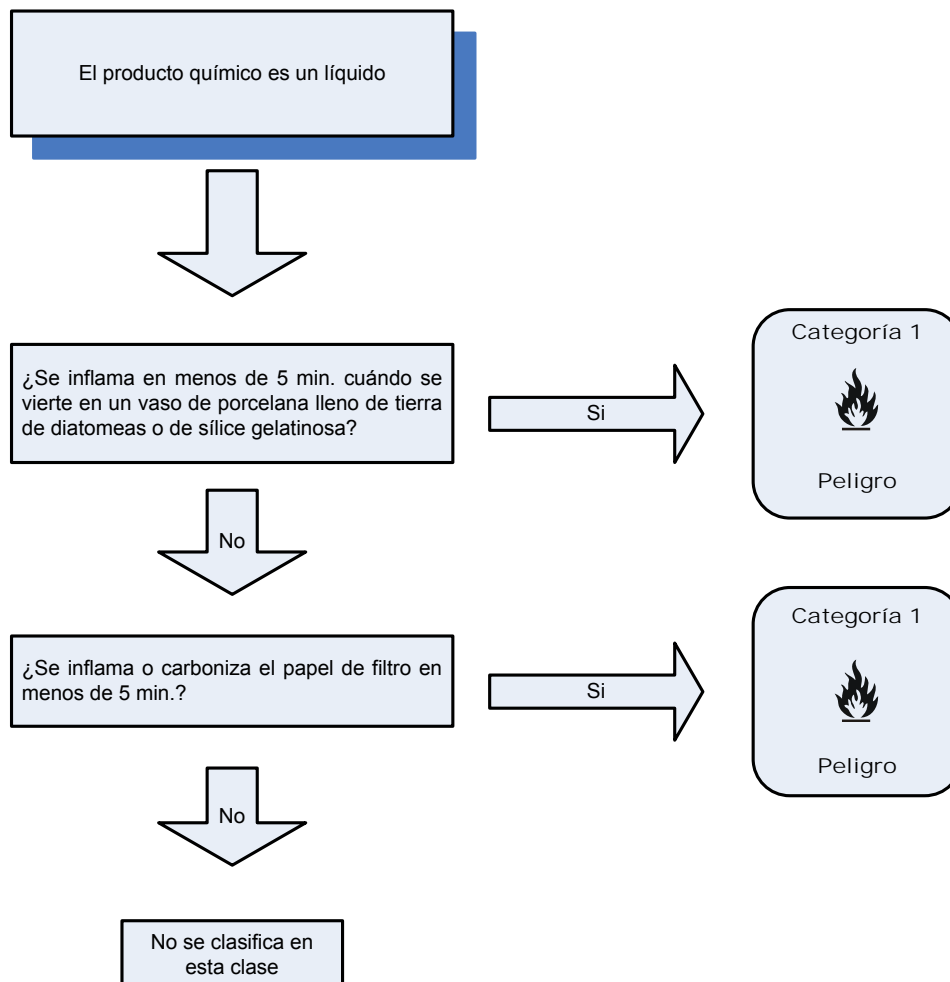 El producto químico es un líquido
¿Se inflama en menos de 5 min. cuándo se
vierte en un vaso de porcelana lleno de tierra
de diatomeas o de sílice gelatinosa?
Si
Categoría 1
Peligro
No
¿Se inflama o carboniza el papel de filtro en
menos de 5 min.?
Si
Categoría 1
Peligro
No
No se clasifica en
esta clase